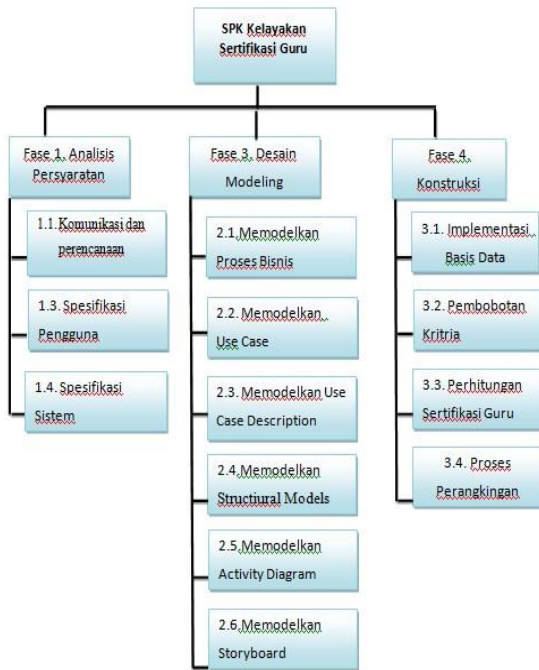 SPK Kelayakan
Sertifikasi Guru
Fase 1. Analisis
Persyaratan
1.1. Komunikasi dan
perencanaan
1.3. Spesifikasi
Pengguna
1.4. Spesifikasi
Sistem
Fase 3. Desain
Modeling
2.1.Memodelkan
Proses Bisnis
2.2. Memodelkan
Use Case
2.3. Memodelkan Use
Case Description
2.4.Memodelkan
Structiural Models
2.5.Memodelkan
Activity Diagram
2.6.Memodelkan
Storyboard
Fase 4.
Konstruksi
3.1. Implementasi
Basis Data
3.2. Pembobotan
Kritria
3.3. Perhitungan
Sertifikasi Guru
3.4. Proses
Perangkingan